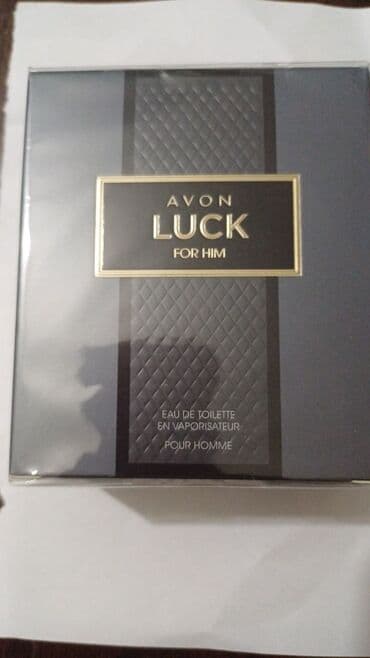 AVON
LUCK
FOR HIM
EAU DE TOILETTE
EN VAPORISATEUR
POUR HOMME